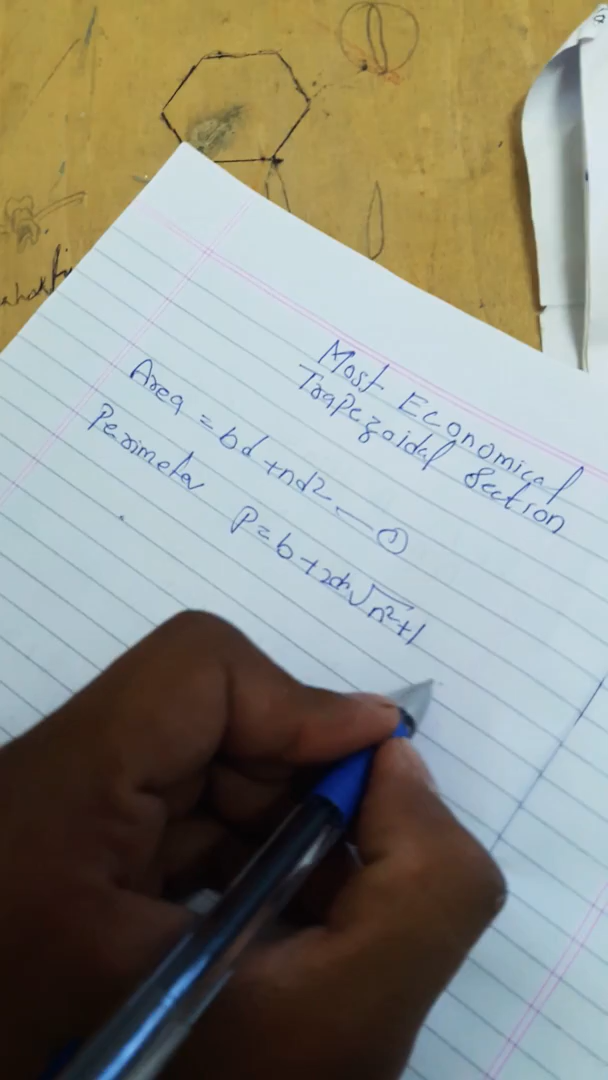 Most Economical
Trapezoidal Section
Area = bd + nd2 — ①
Perimeter
P = b + 2d √n²+1